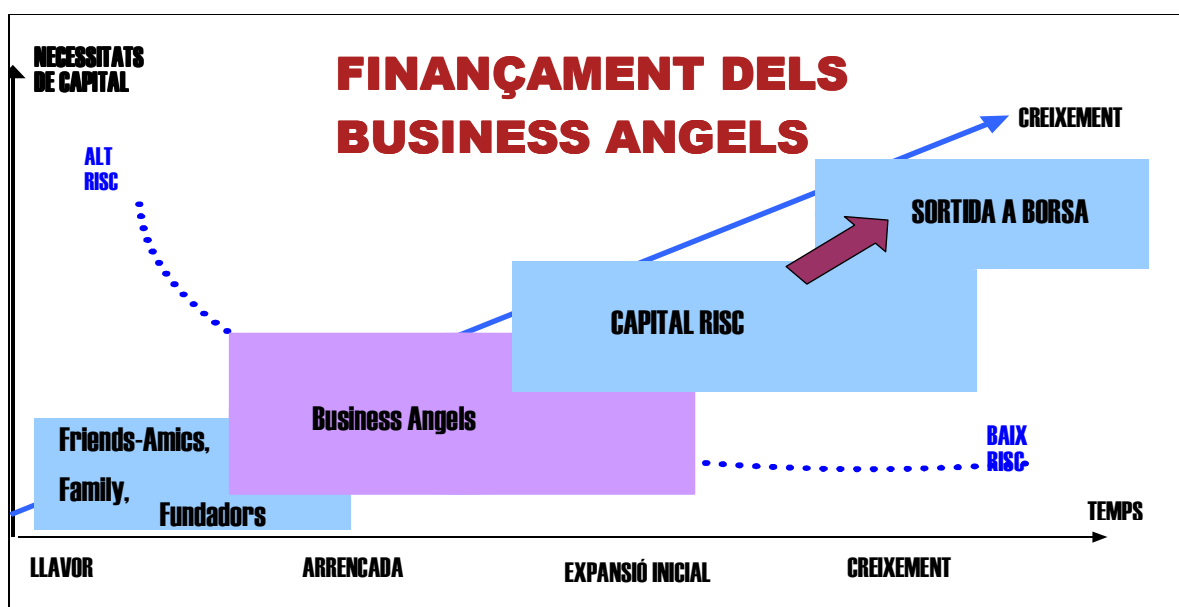 NECESSITATS
DE CAPITAL
FINANÇAMENT DELS
BUSINESS ANGELS
CREIXEMENT
ALT
RISC
SORTIDA A BORSA
CAPITAL RISC
Business Angels
Friends-Amics,
Family,
Fundadors
BAIX
RISC
TEMPS
LLAVOR
ARRENCADA
EXPANSIÓ INICIAL
CREIXEMENT